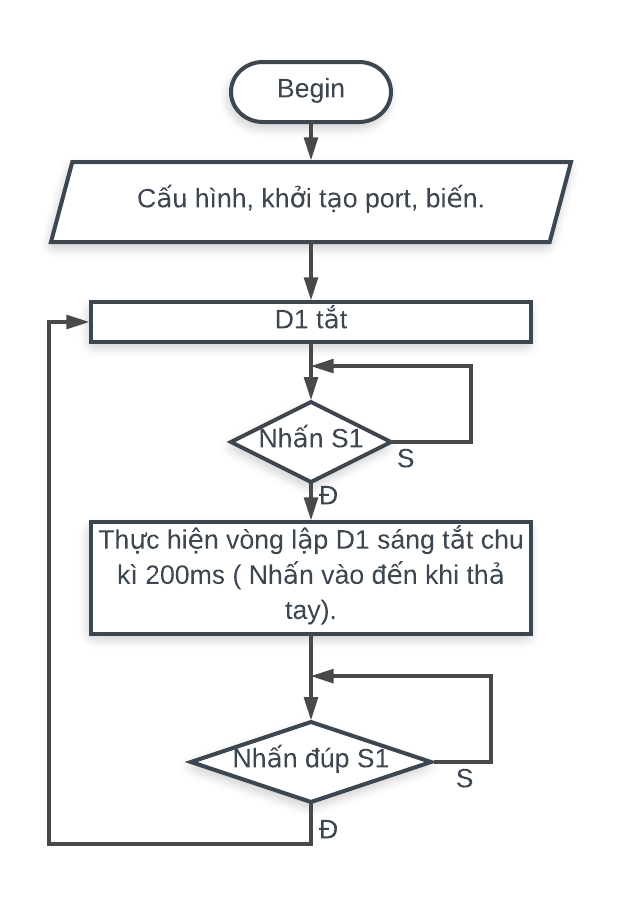 Begin
Cấu hình, khởi tạo port, biến.
D1 tắt
Nhấn S1
S
Đ
Thực hiện vòng lập D1 sáng tắt chu
kì 200ms ( Nhấn vào đến khi thả
tay).
Nhấn đúp S1
S
Đ